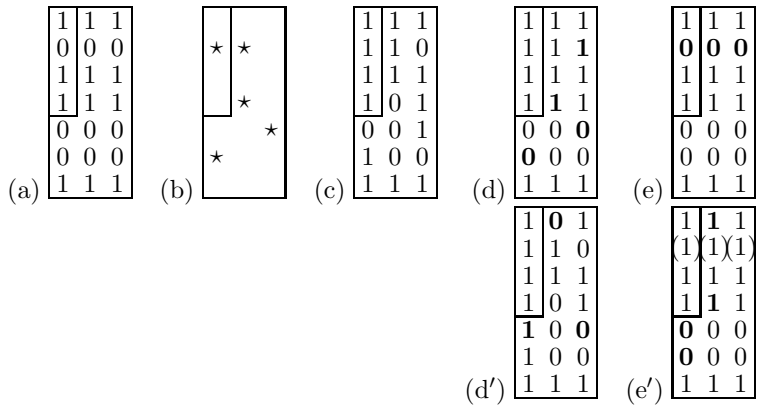 1 1 1 1 1 1 1 1 1 1 1 1
0 0 0 ⋆ ⋆ 1 1 0 1 1 1 0 0 0
1 1 1 1 1 1 1 1 1 1 1 1
1 1 1 ⋆ 1 0 1 1 1 1 1 1 1
0 0 0 ⋆ 0 0 1 0 0 0 0 0 0
0 0 0 ⋆ 1 0 0 0 0 0 0 0 0
(a) 1 1 1 (b) (c) 1 1 1 (d) 1 1 1 (e) 1 1 1
1 0 1 1 1 1
1 1 0 (1)(1)(1)
1 1 1 1 1 1
1 0 1 1 1 1
1 0 0 0 0 0
1 0 0 0 0 0
(d′) 1 1 1 (e′) 1 1 1